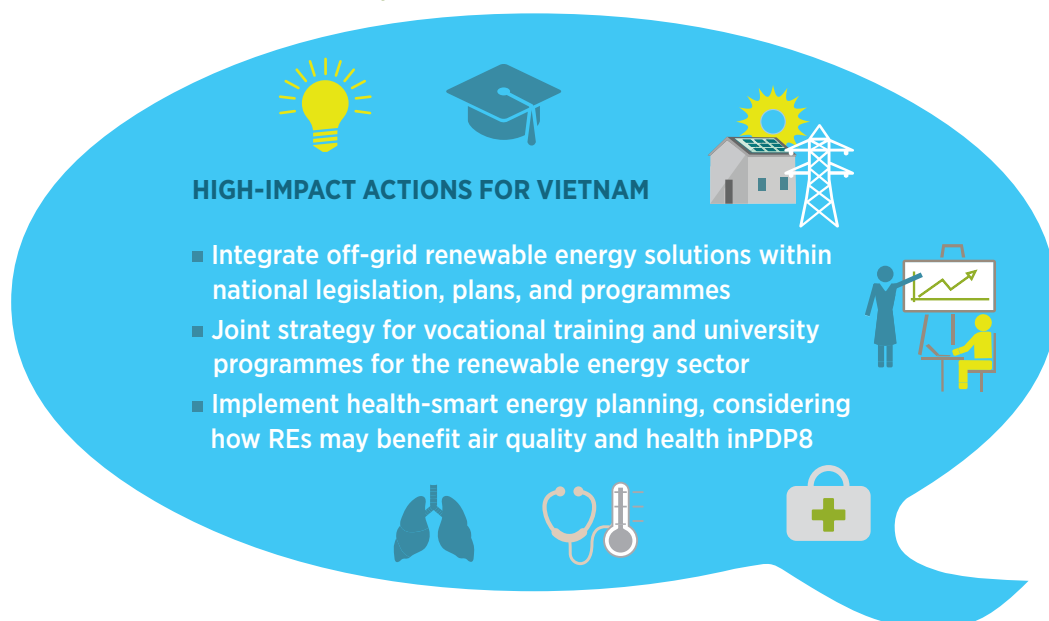 HIGH-IMPACT ACTIONS FOR VIETNAM
■ Integrate off-grid renewable energy solutions within
national legislation, plans, and programmes
■ Joint strategy for vocational training and university
programmes for the renewable energy sector
■ Implement health-smart energy planning, considering
how REs may benefit air quality and health inPDP8